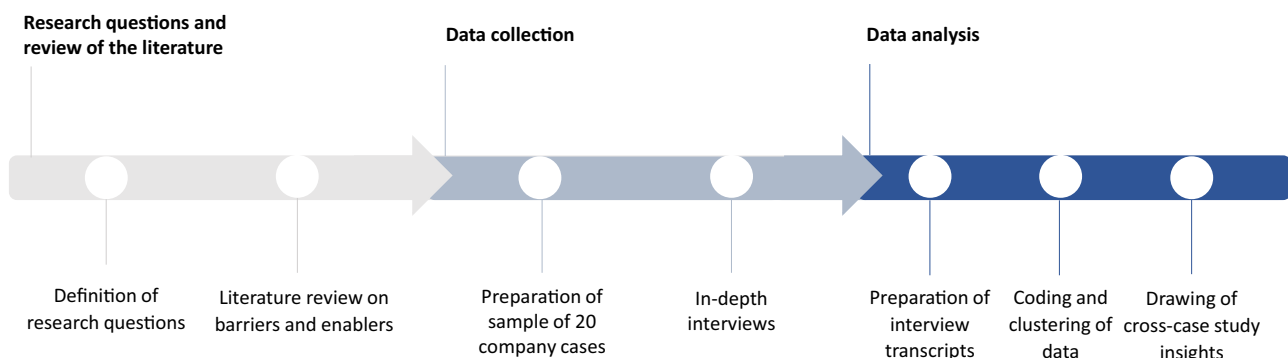 Research questions and
review of the literature
Data collection
Data analysis
Definition of
research questions
Literature review on
barriers and enablers
Preparation of
sample of 20
company cases
In-depth
interviews
Preparation of
interview
transcripts
Coding and
clustering of
data
Drawing of
cross-case study
insights